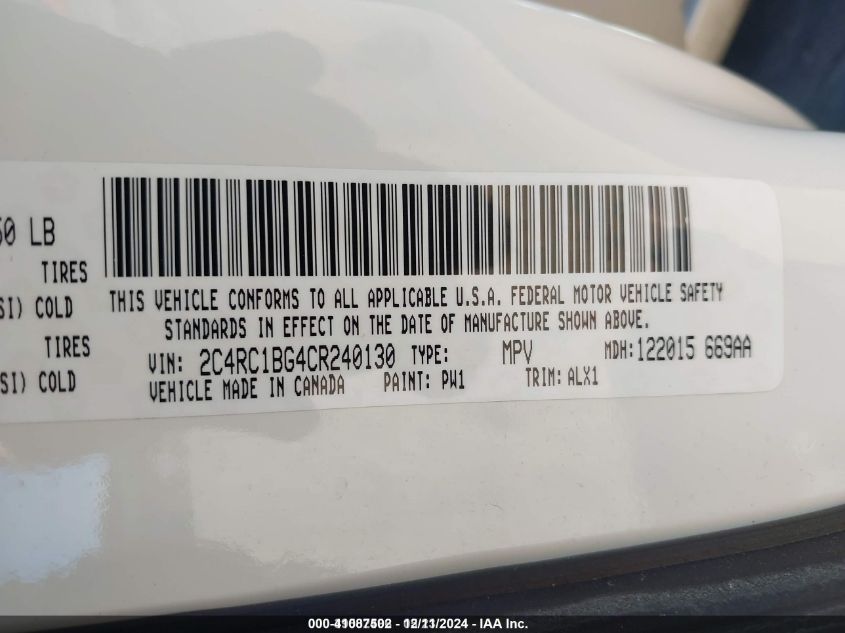 50 LB
TIRES
SI) COLD
TIRES
SI) COLD
THIS VEHICLE CONFORMS TO ALL APPLICABLE U.S.A. FEDERAL MOTOR VEHICLE SAFETY
STANDARDS IN EFFECT ON THE DATE OF MANUFACTURE SHOWN ABOVE.
VIN: 2C4RC1BG4CR240130 TYPE: MPV MDH: 122015 669AA
VEHICLE MADE IN CANADA PAINT: PW1 TRIM: ALX1
- IAA Inc.